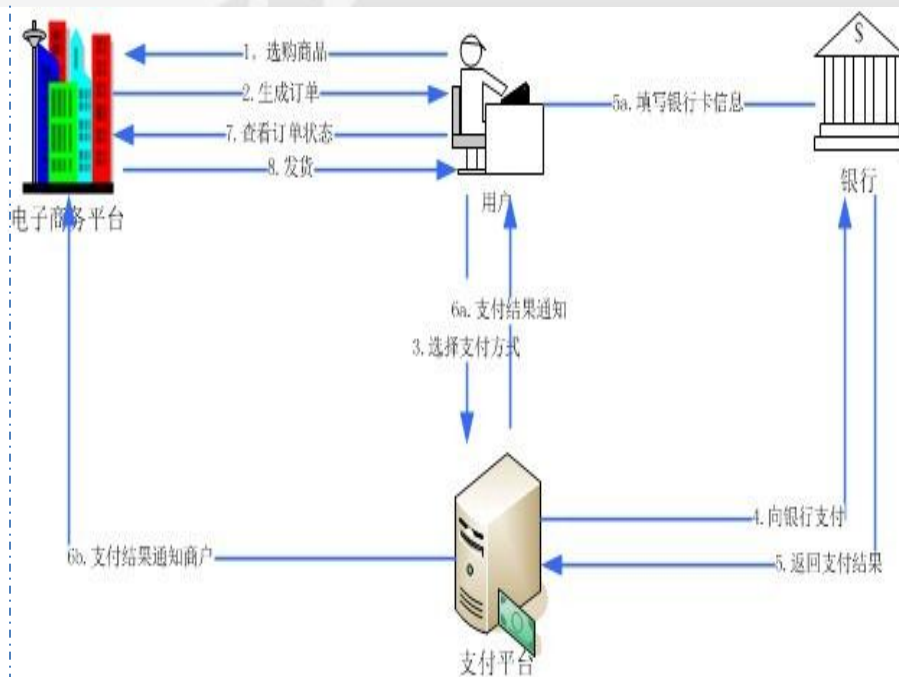 1. 选购商品
2.生成订单
7.查看订单状态
8.发货
5a.填写银行卡信息
$
电子商务平台
用户
银行
6a.支付结果通知
3.选择支付方式
4.向银行支付
6b.支付结果通知商户
5.返回支付结果
支付平台